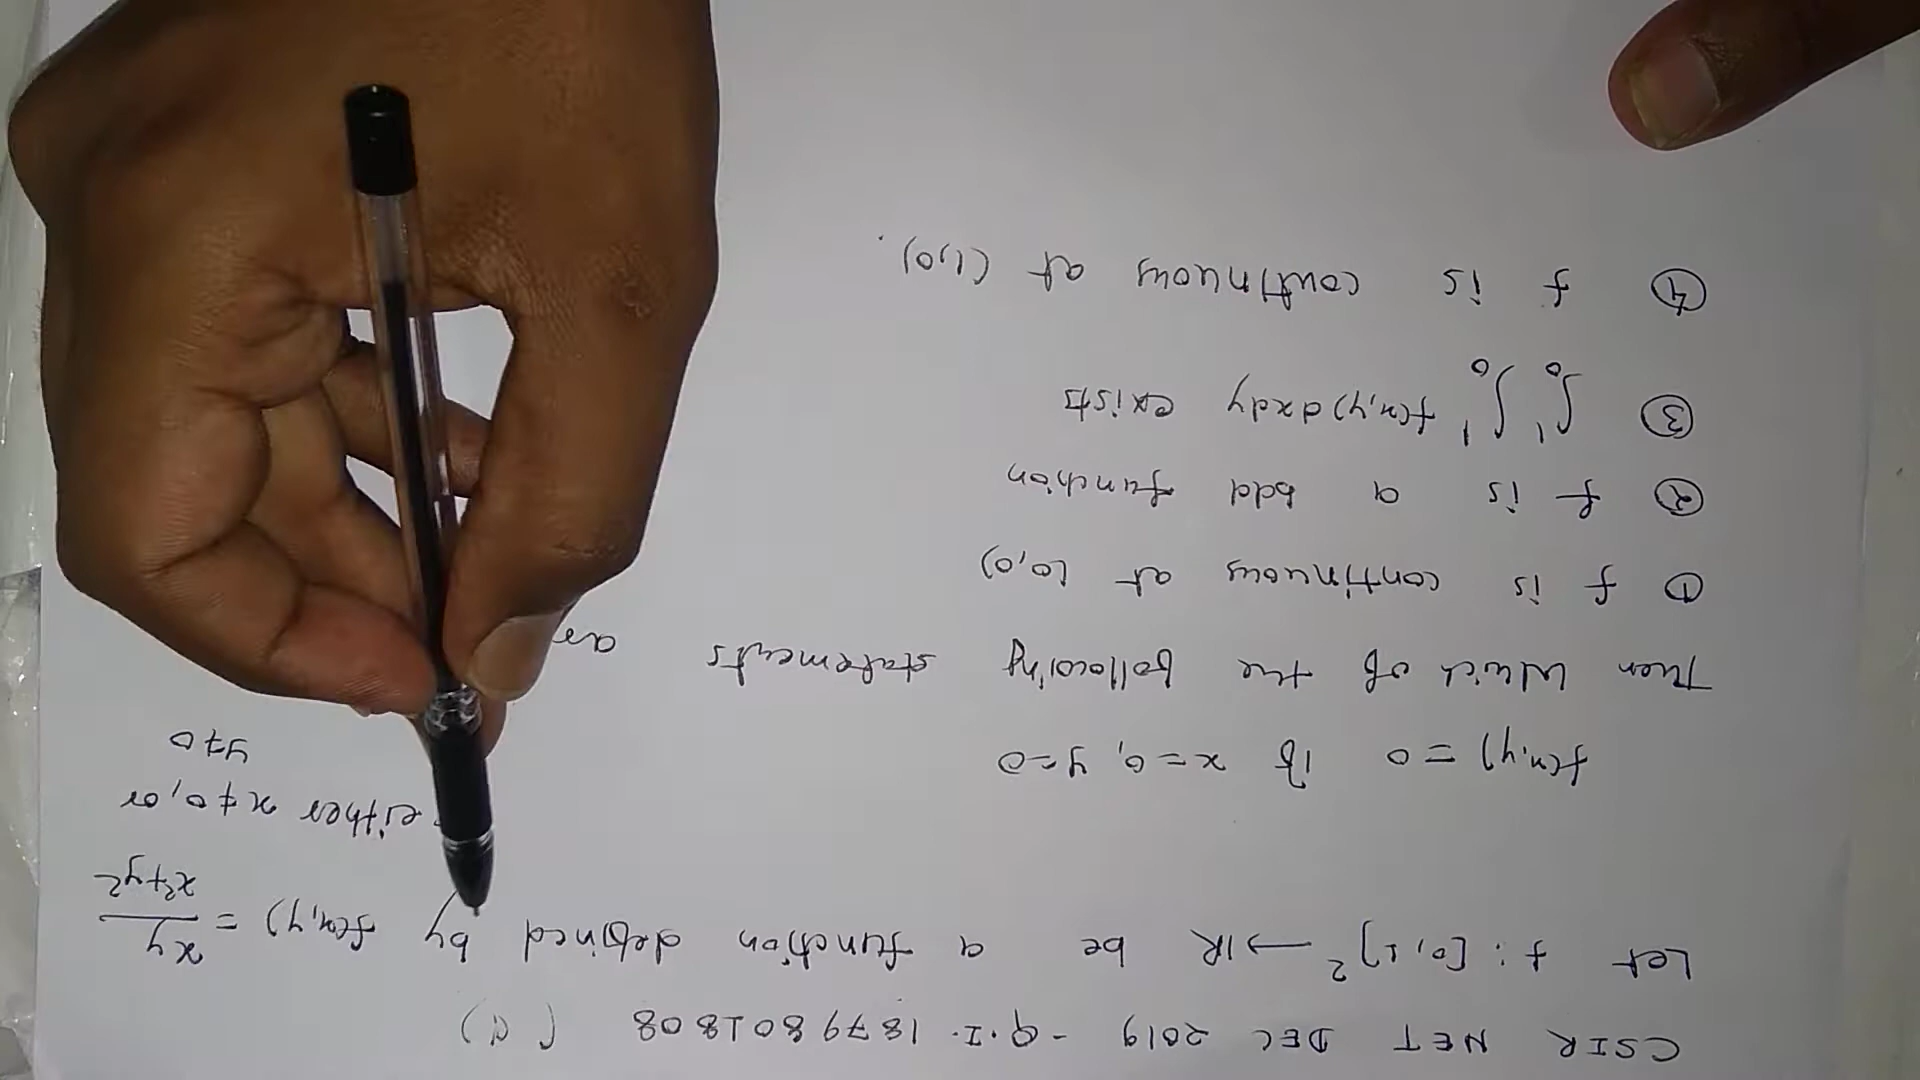 CSIR NET DEC 2019 - Q.I. 1879801808 (a)
Let f : [0,1]² → IR be a function defined by f(x,y) = xy / x²+y²
either x≠0, or
y≠0
f(x,y) = 0 if x=0, y=0
Then which of the following statements are
① f is continuous at (0,0)
② f is a bdd function
③ ∫₀¹ ∫₀¹ f(x,y) dxdy exists
④ f is continuous at (1,0).